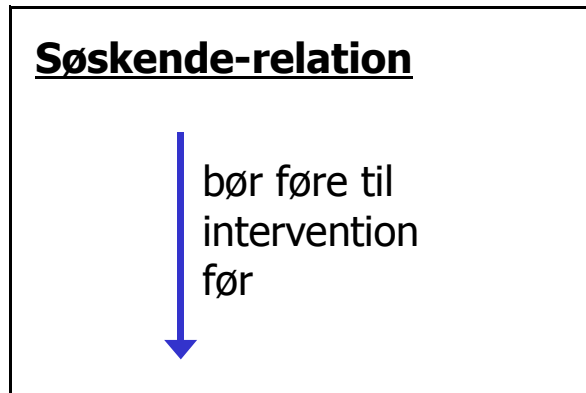 Søskende-relation
bør føre til
intervention
før